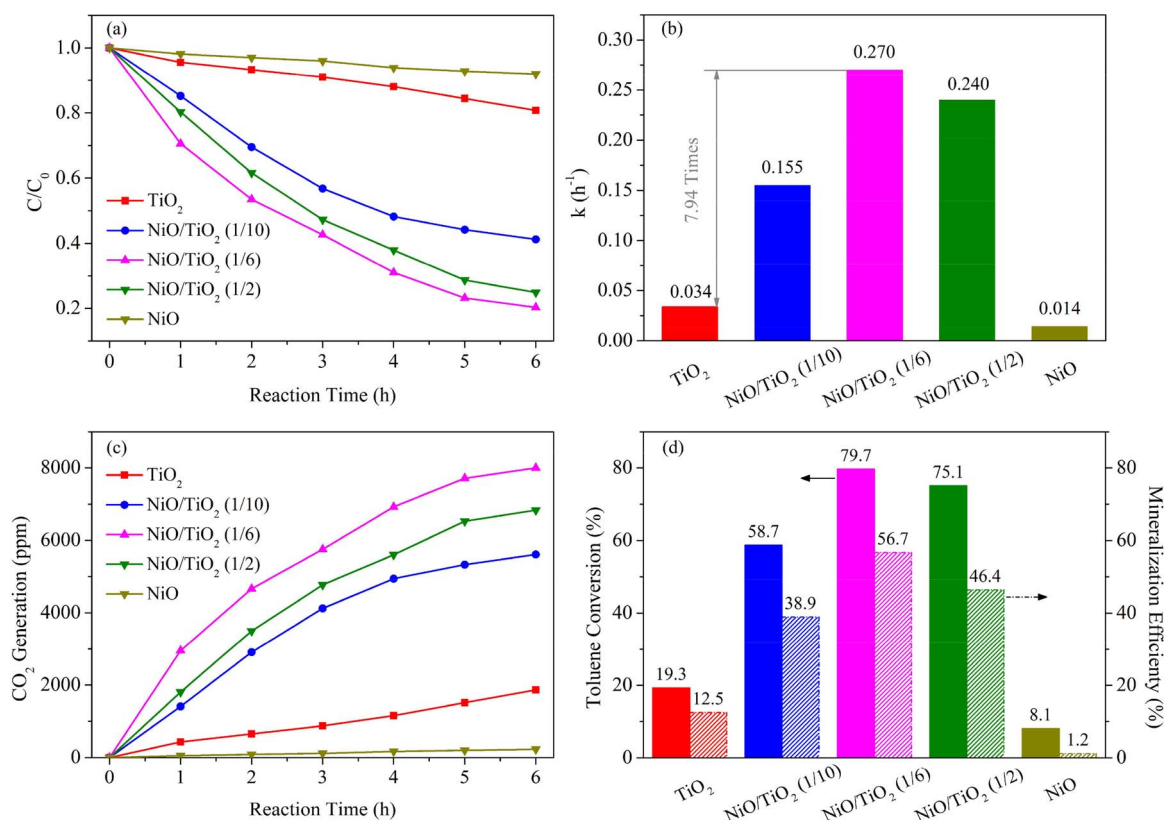 (a)
1.0
0.8
0.6
0.4
0.2
C/C₀
TiO₂
NiO/TiO₂ (1/10)
NiO/TiO₂ (1/6)
NiO/TiO₂ (1/2)
NiO
0 1 2 3 4 5 6
Reaction Time (h)
(b)
0.30
0.25
0.20
0.15
0.10
0.05
0.00
k (h⁻¹)
7.94 Times
0.034
0.155
0.270
0.240
0.014
TiO₂
NiO/TiO₂ (1/10)
NiO/TiO₂ (1/6)
NiO/TiO₂ (1/2)
NiO
(c)
8000
6000
4000
2000
0
CO₂ Generation (ppm)
TiO₂
NiO/TiO₂ (1/10)
NiO/TiO₂ (1/6)
NiO/TiO₂ (1/2)
NiO
0 1 2 3 4 5 6
Reaction Time (h)
(d)
80
60
40
20
0
Toluene Conversion (%)
19.3
12.5
58.7
38.9
79.7
56.7
75.1
46.4
8.1
1.2
80
60
40
20
0
Mineralization Efficienty (%)
TiO₂
NiO/TiO₂ (1/10)
NiO/TiO₂ (1/6)
NiO/TiO₂ (1/2)
NiO